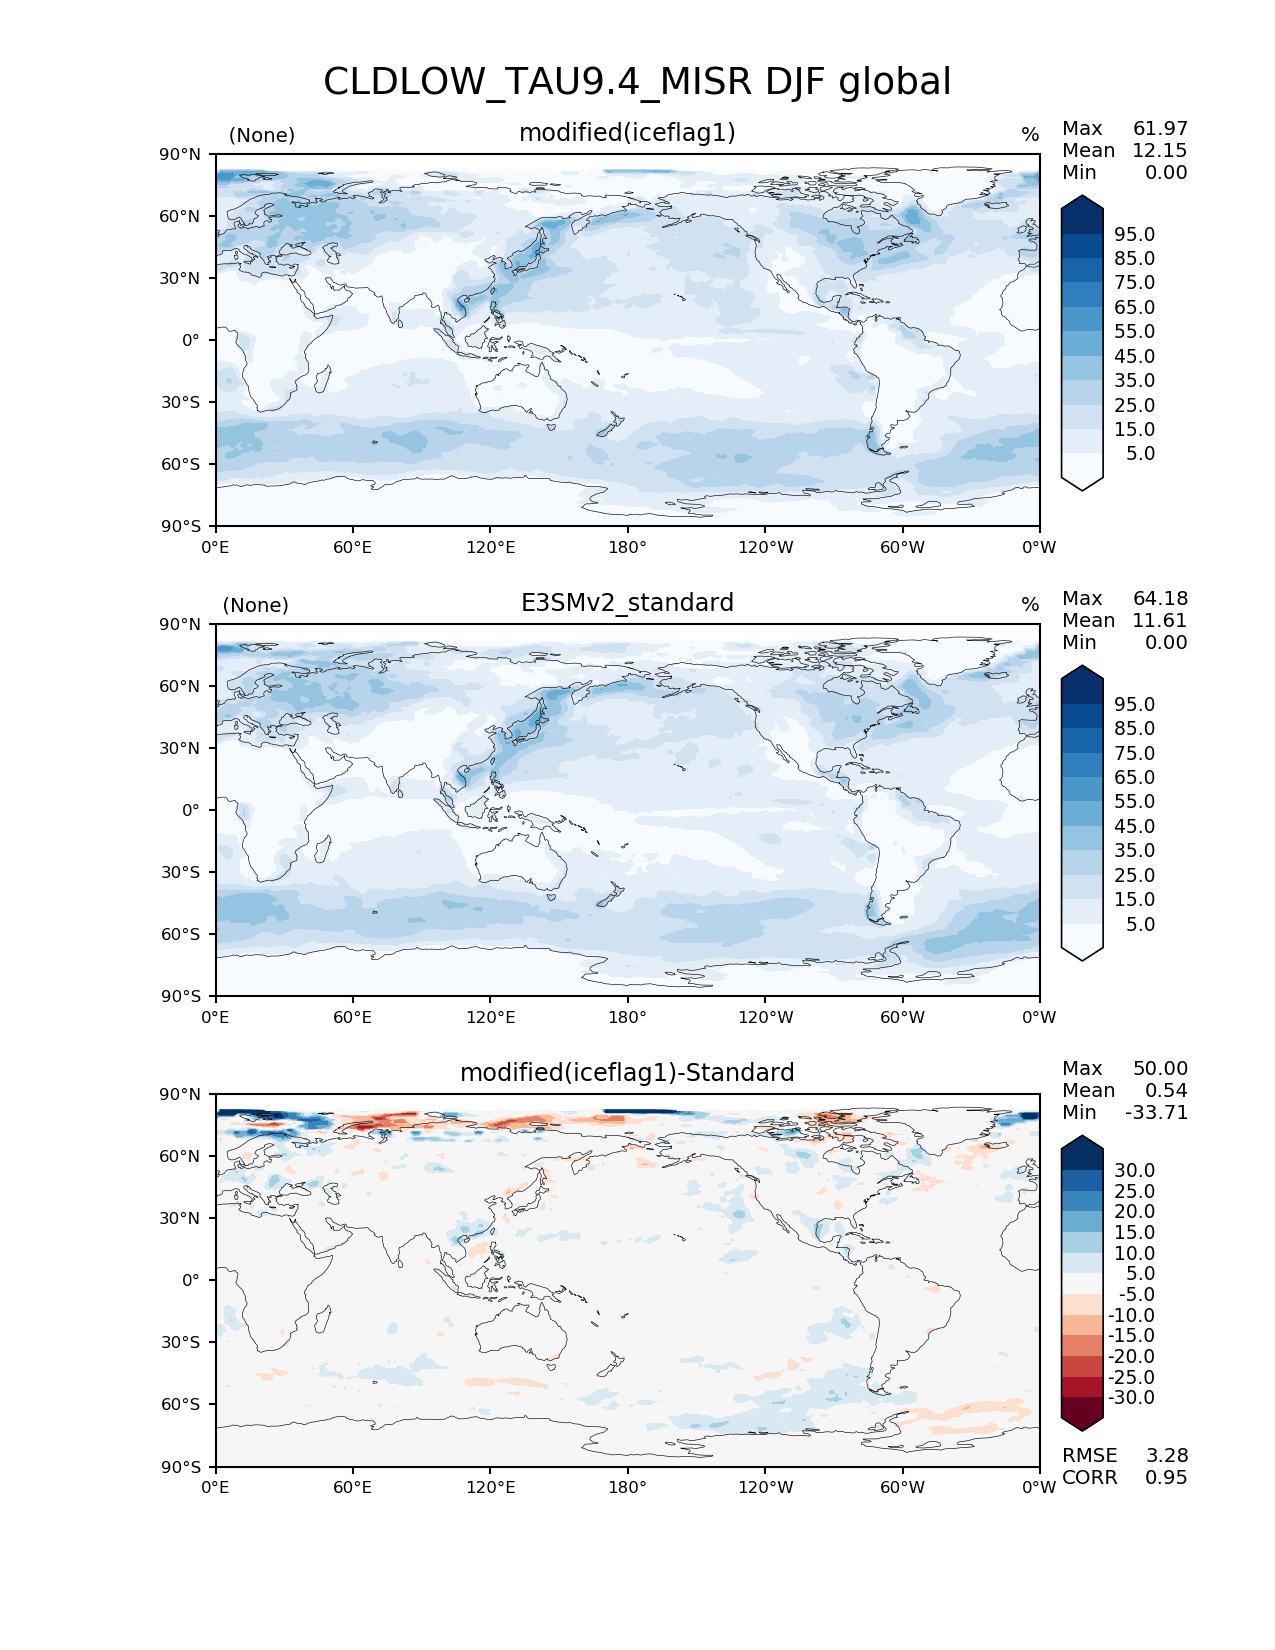 CLDLOW_TAU9.4_MISR DJF global
(None) modified(iceflag1) %
Max 61.97
Mean 12.15
Min 0.00
90°N
60°N
30°N
0°
30°S
60°S
90°S
0°E 60°E 120°E 180° 120°W 60°W 0°W
95.0
85.0
75.0
65.0
55.0
45.0
35.0
25.0
15.0
5.0
(None) E3SMv2_standard %
Max 64.18
Mean 11.61
Min 0.00
90°N
60°N
30°N
0°
30°S
60°S
90°S
0°E 60°E 120°E 180° 120°W 60°W 0°W
95.0
85.0
75.0
65.0
55.0
45.0
35.0
25.0
15.0
5.0
modified(iceflag1)-Standard
Max 50.00
Mean 0.54
Min -33.71
90°N
60°N
30°N
0°
30°S
60°S
90°S
0°E 60°E 120°E 180° 120°W 60°W 0°W
30.0
25.0
20.0
15.0
10.0
5.0
-5.0
-10.0
-15.0
-20.0
-25.0
-30.0
RMSE 3.28
CORR 0.95